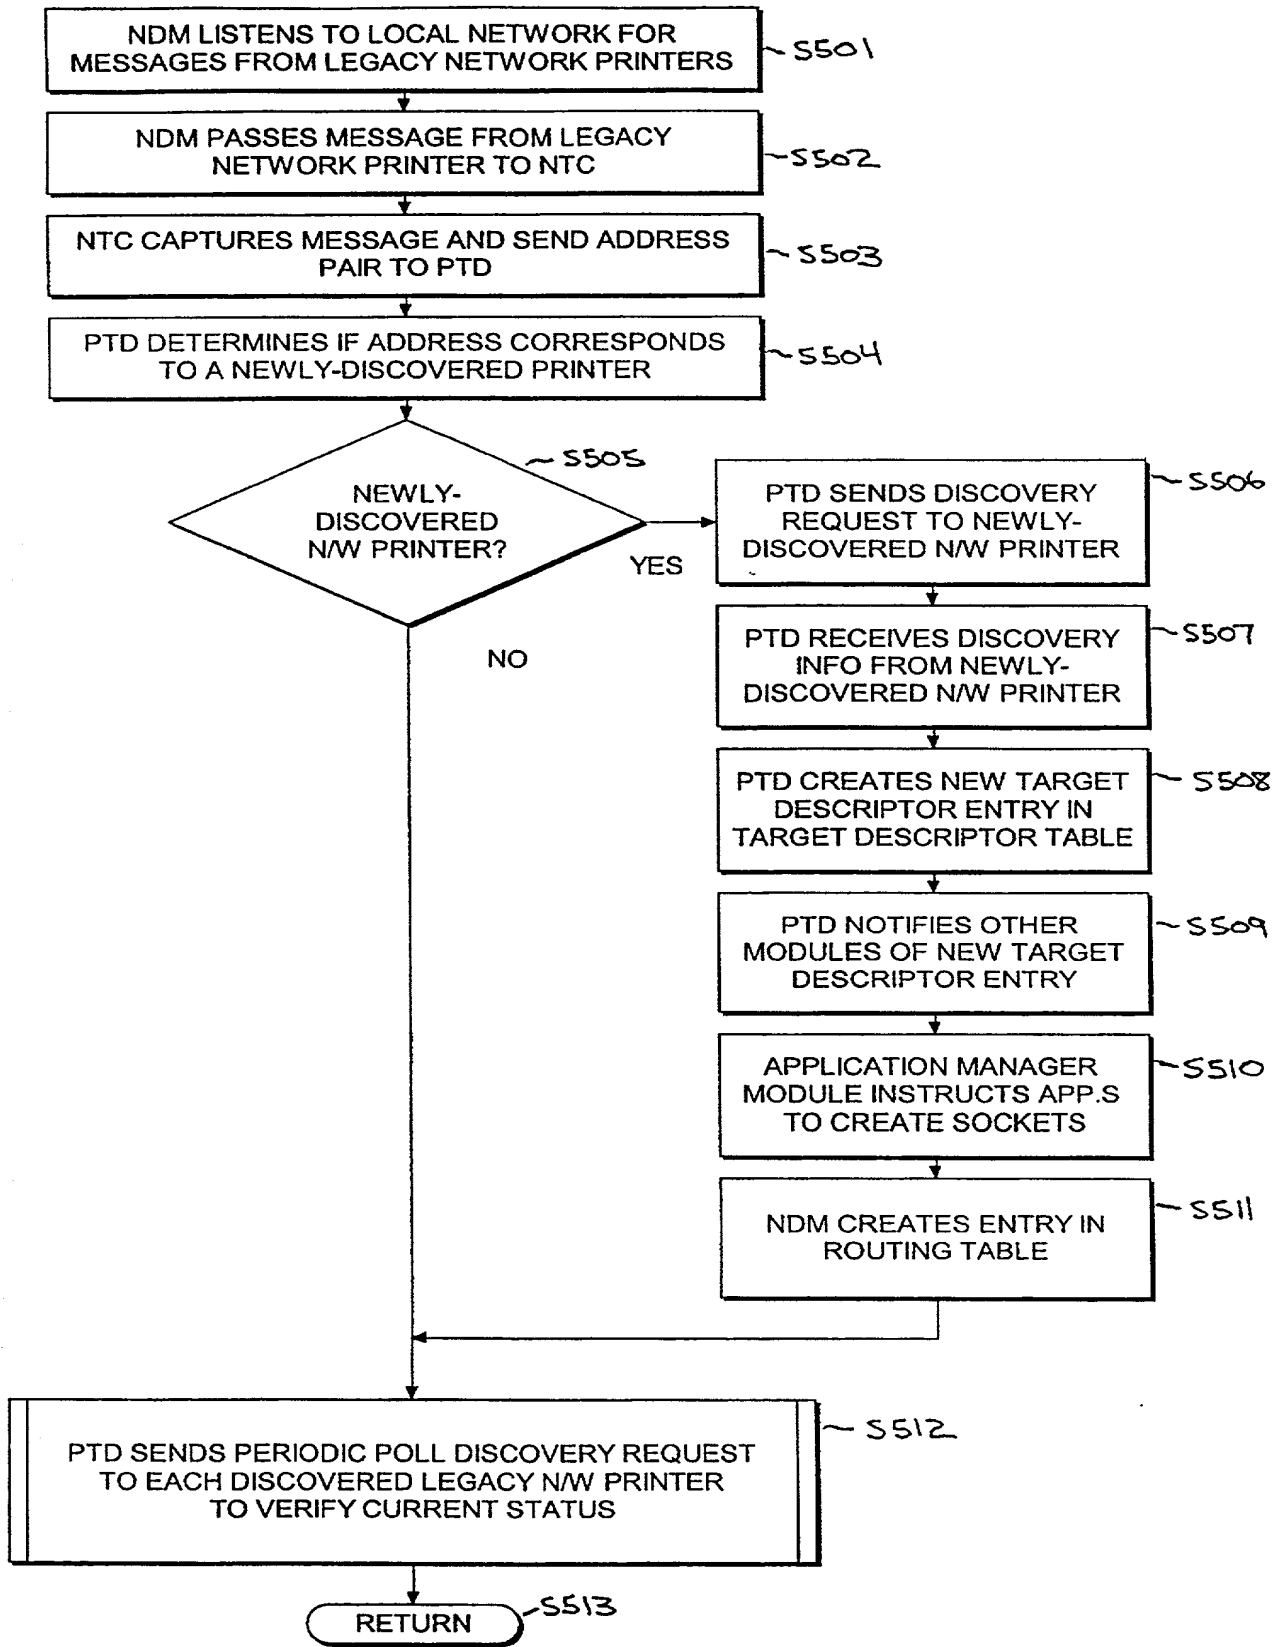 NDM LISTENS TO LOCAL NETWORK FOR
MESSAGES FROM LEGACY NETWORK PRINTERS
S501
NDM PASSES MESSAGE FROM LEGACY
NETWORK PRINTER TO NTC
S502
NTC CAPTURES MESSAGE AND SEND ADDRESS
PAIR TO PTD
S503
PTD DETERMINES IF ADDRESS CORRESPONDS
TO A NEWLY-DISCOVERED PRINTER
S504
S505
NEWLY-
DISCOVERED
N/W PRINTER?
YES
NO
PTD SENDS DISCOVERY
REQUEST TO NEWLY-
DISCOVERED N/W PRINTER
S506
PTD RECEIVES DISCOVERY
INFO FROM NEWLY-
DISCOVERED N/W PRINTER
S507
PTD CREATES NEW TARGET
DESCRIPTOR ENTRY IN
TARGET DESCRIPTOR TABLE
S508
PTD NOTIFIES OTHER
MODULES OF NEW TARGET
DESCRIPTOR ENTRY
S509
APPLICATION MANAGER
MODULE INSTRUCTS APP.S
TO CREATE SOCKETS
S510
NDM CREATES ENTRY IN
ROUTING TABLE
S511
PTD SENDS PERIODIC POLL DISCOVERY REQUEST
TO EACH DISCOVERED LEGACY N/W PRINTER
TO VERIFY CURRENT STATUS
S512
RETURN
S513